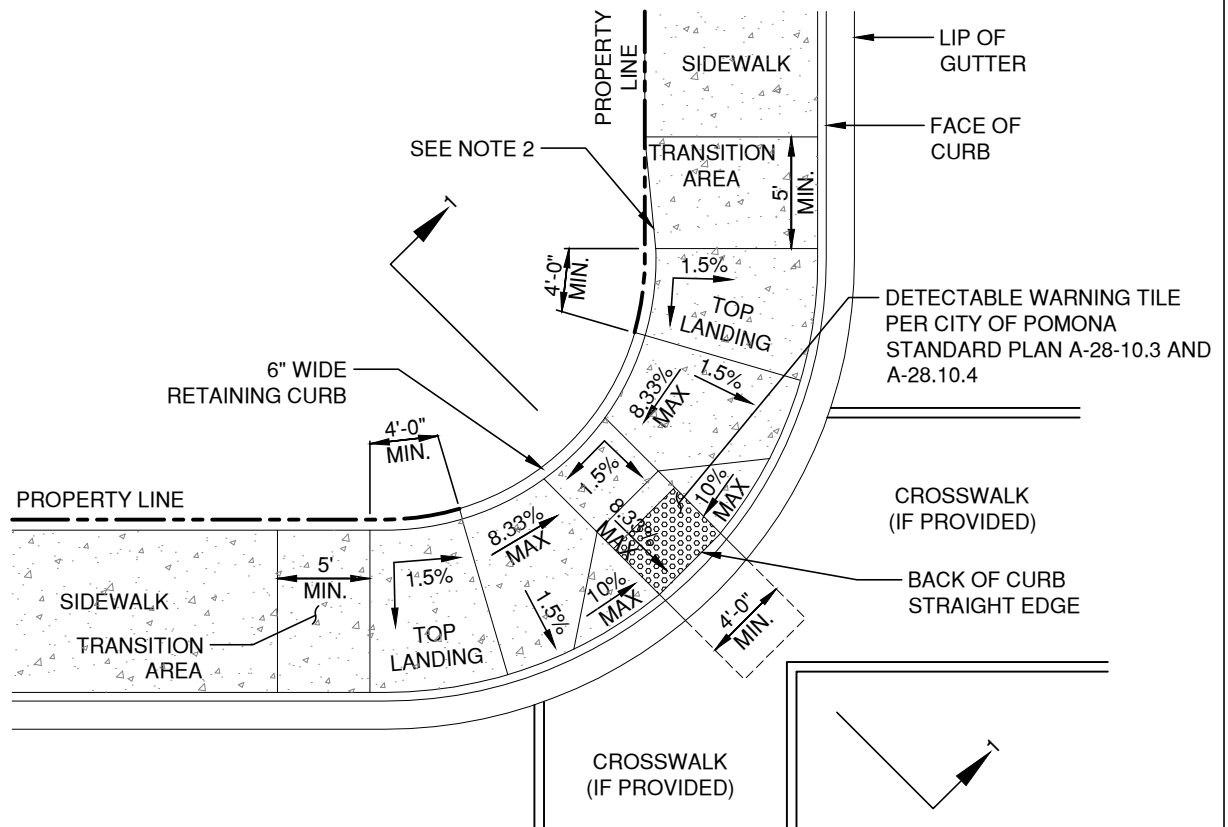 PROPERTY
LINE
SIDEWALK
LIP OF
GUTTER
FACE OF
CURB
SEE NOTE 2
TRANSITION
AREA
5'
MIN.
1
4'-0"
MIN.
1.5%
TOP
LANDING
DETECTABLE WARNING TILE
PER CITY OF POMONA
STANDARD PLAN A-28-10.3 AND
A-28.10.4
6" WIDE
RETAINING CURB
8.33%
MAX
1.5%
4'-0"
MIN.
1.5%
10%
MAX
PROPERTY LINE
CROSSWALK
(IF PROVIDED)
8.33%
MAX
8.33%
MAX
5'
MIN.
1.5%
10%
MAX
1.5%
BACK OF CURB
STRAIGHT EDGE
4'-0"
MIN.
SIDEWALK
TRANSITION
AREA
TOP
LANDING
CROSSWALK
(IF PROVIDED)
1